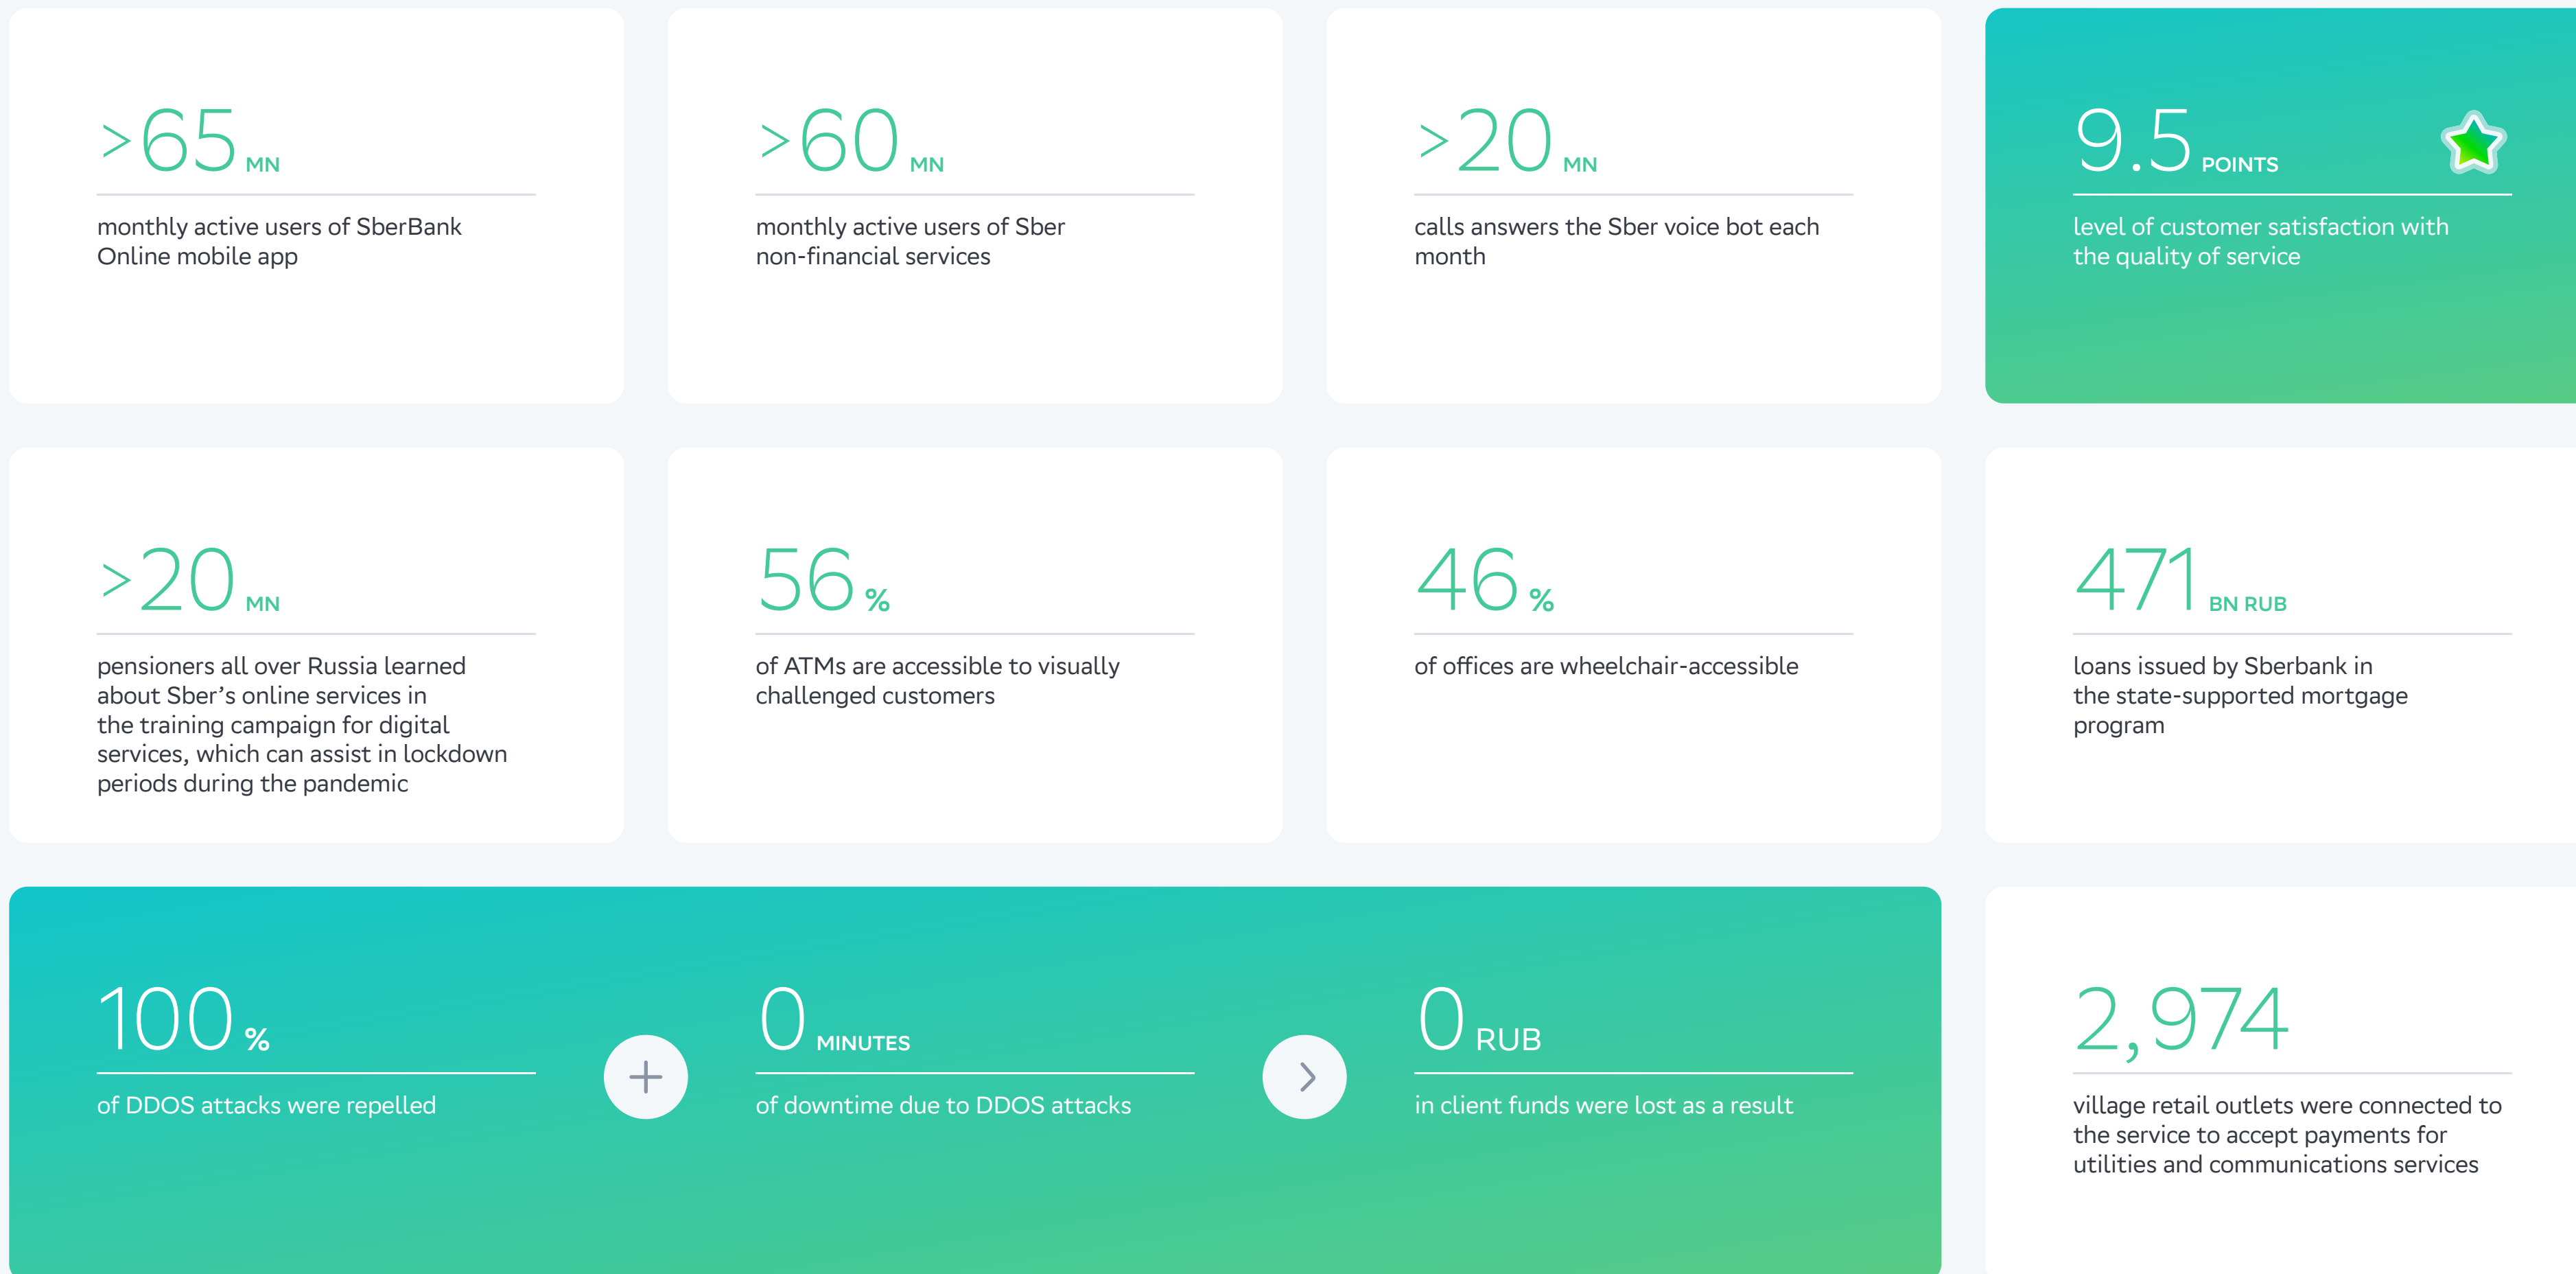 >65 MN
monthly active users of SberBank
Online mobile app
>60 MN
monthly active users of Sber
non-financial services
>20 MN
calls answers the Sber voice bot each
month
9.5 POINTS
level of customer satisfaction with
the quality of service
>20 MN
pensioners all over Russia learned
about Sber’s online services in
the training campaign for digital
services, which can assist in lockdown
periods during the pandemic
56 %
of ATMs are accessible to visually
challenged customers
46 %
of offices are wheelchair-accessible
471 BN RUB
loans issued by Sberbank in
the state-supported mortgage
program
100 %
of DDOS attacks were repelled
0 MINUTES
of downtime due to DDOS attacks
0 RUB
in client funds were lost as a result
2,974
village retail outlets were connected to
the service to accept payments for
utilities and communications services